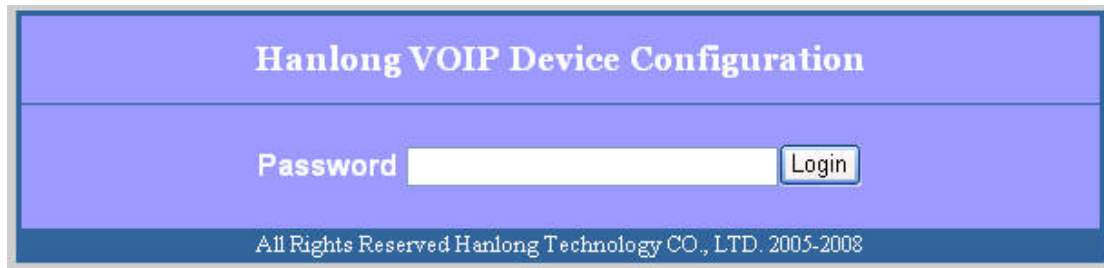 Hanlong VOIP Device Configuration
Password Login
All Rights Reserved Hanlong Technology CO., LTD. 2005-2008